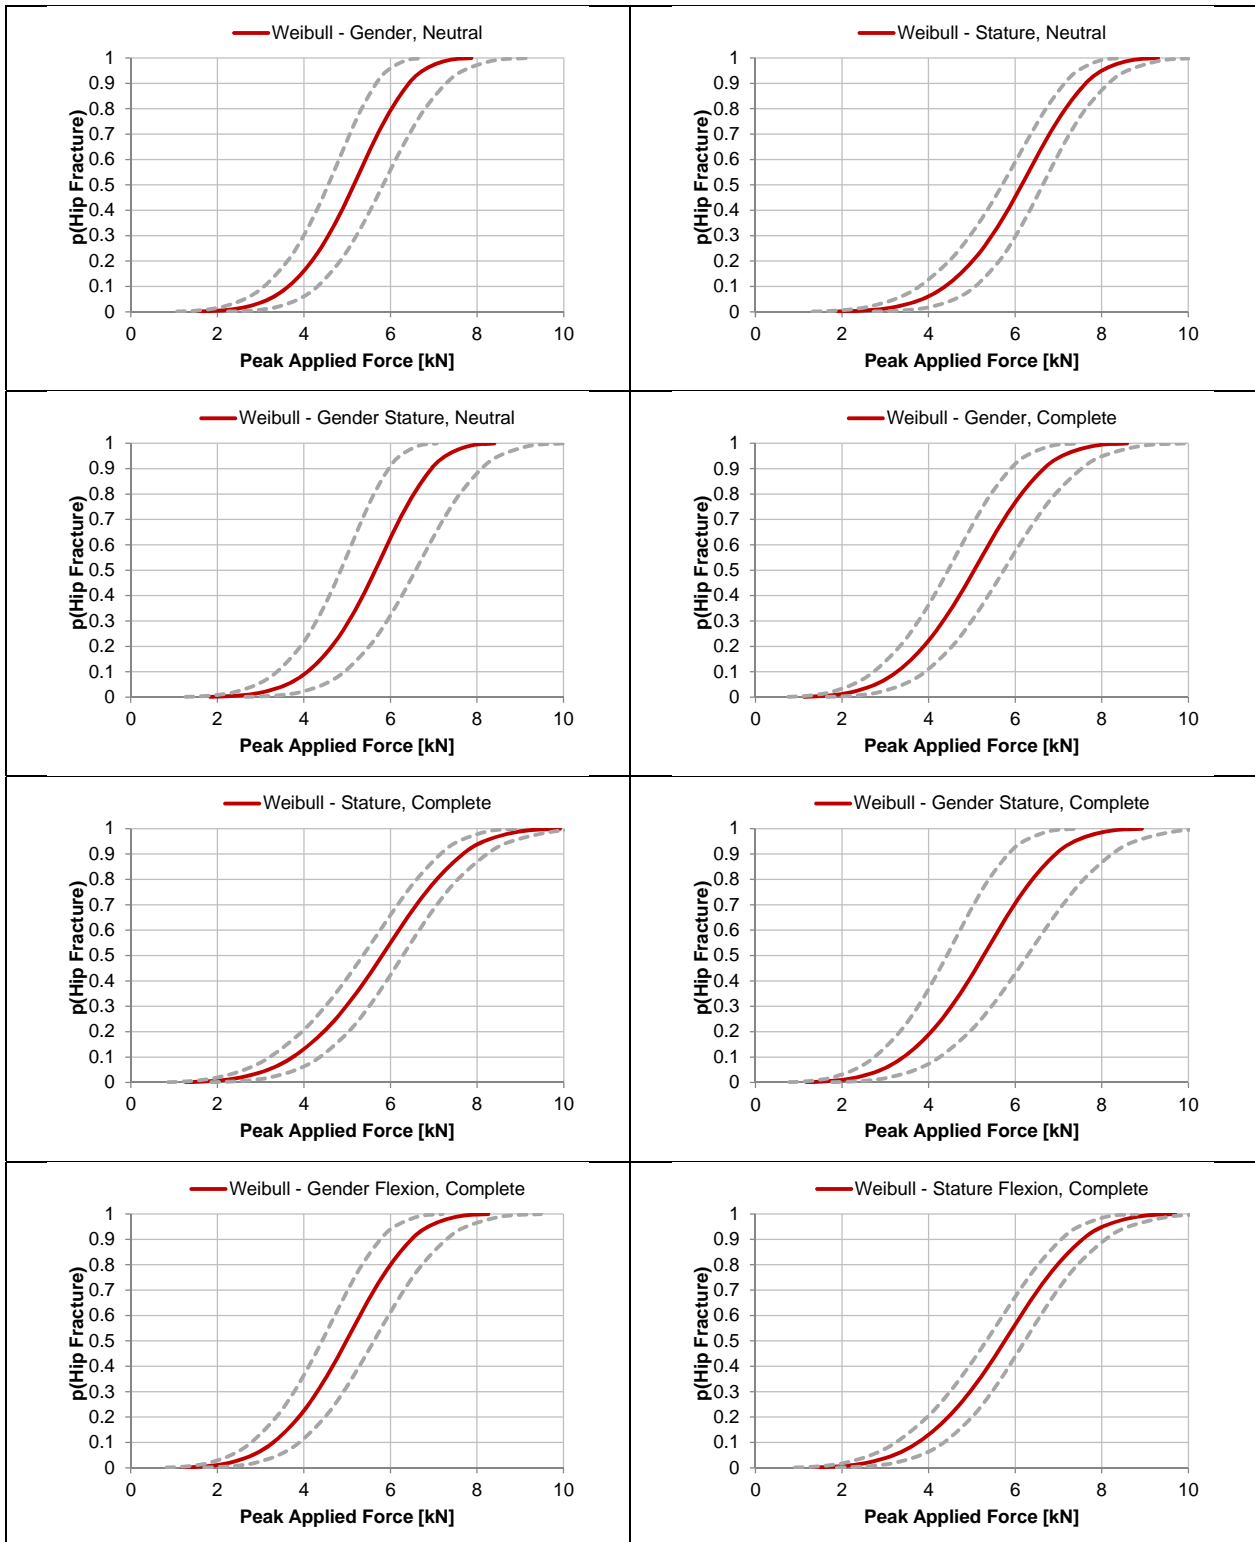 Weibull - Gender, Neutral
1
0.9
0.8
0.7
0.6
0.5
0.4
0.3
0.2
0.1
0
p(Hip Fracture)
0 2 4 6 8 10
Peak Applied Force [kN]
Weibull - Stature, Neutral
1
0.9
0.8
0.7
0.6
0.5
0.4
0.3
0.2
0.1
0
p(Hip Fracture)
0 2 4 6 8 10
Peak Applied Force [kN]
Weibull - Gender Stature, Neutral
1
0.9
0.8
0.7
0.6
0.5
0.4
0.3
0.2
0.1
0
p(Hip Fracture)
0 2 4 6 8 10
Peak Applied Force [kN]
Weibull - Gender, Complete
1
0.9
0.8
0.7
0.6
0.5
0.4
0.3
0.2
0.1
0
p(Hip Fracture)
0 2 4 6 8 10
Peak Applied Force [kN]
Weibull - Stature, Complete
1
0.9
0.8
0.7
0.6
0.5
0.4
0.3
0.2
0.1
0
p(Hip Fracture)
0 2 4 6 8 10
Peak Applied Force [kN]
Weibull - Gender Stature, Complete
1
0.9
0.8
0.7
0.6
0.5
0.4
0.3
0.2
0.1
0
p(Hip Fracture)
0 2 4 6 8 10
Peak Applied Force [kN]
Weibull - Gender Flexion, Complete
1
0.9
0.8
0.7
0.6
0.5
0.4
0.3
0.2
0.1
0
p(Hip Fracture)
0 2 4 6 8 10
Peak Applied Force [kN]
Weibull - Stature Flexion, Complete
1
0.9
0.8
0.7
0.6
0.5
0.4
0.3
0.2
0.1
0
p(Hip Fracture)
0 2 4 6 8 10
Peak Applied Force [kN]